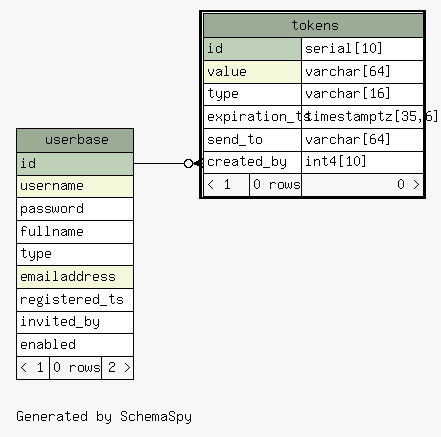 tokens
id serial[10]
value varchar[64]
type varchar[16]
expiration_ts timestamptz[35,6]
send_to varchar[64]
created_by int4[10]
< 1 0 rows 0 >
userbase
id
username
password
fullname
type
emailaddress
registered_ts
invited_by
enabled
< 1 0 rows 2 >
Generated by SchemaSpy